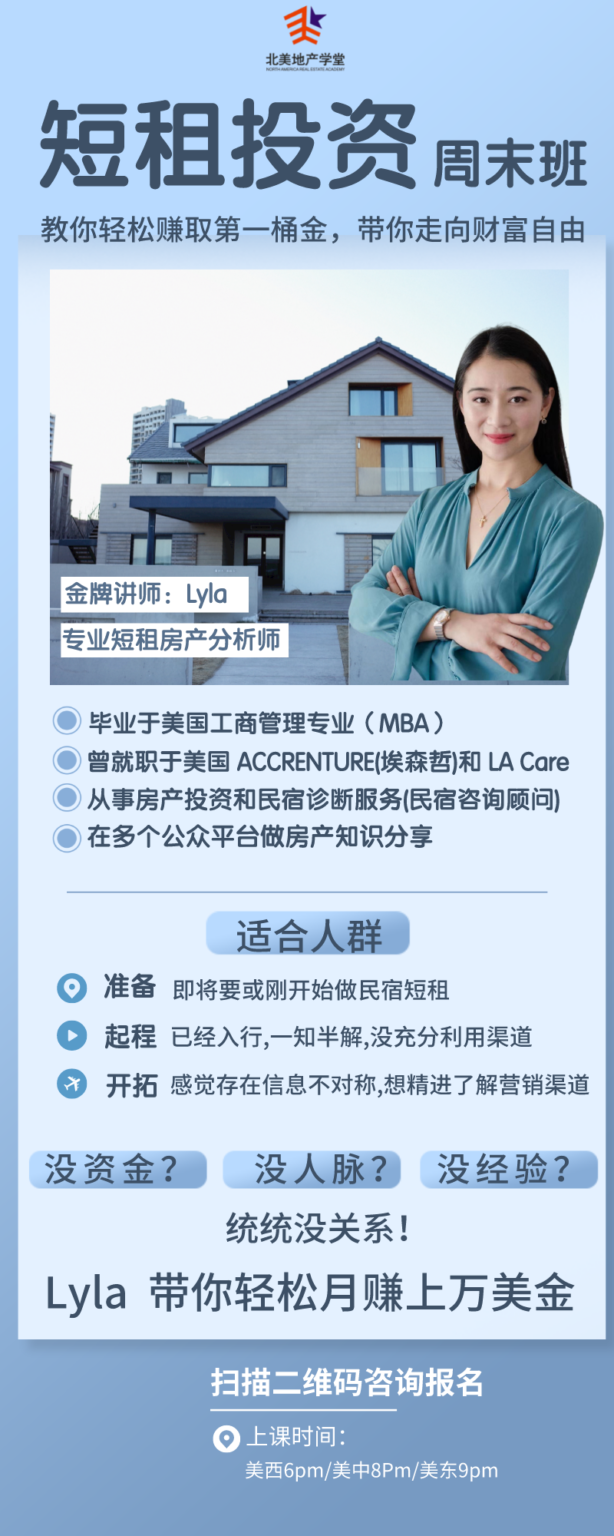 北美地产学堂
NORTH AMERICA REAL ESTATE ACADEMY
短租投资 周末班
教你轻松赚取第一桶金，带你走向财富自由
金牌讲师：Lyla
专业短租房产分析师
毕业于美国工商管理专业（MBA）
曾就职于美国 ACCRENTURE(埃森哲)和 LA Care
从事房产投资和民宿诊断服务(民宿咨询顾问)
在多个公众平台做房产知识分享
适合人群
准备 即将要或刚开始做民宿短租
起程 已经入行,一知半解,没充分利用渠道
开拓 感觉存在信息不对称,想精进了解营销渠道
没资金？ 没人脉？ 没经验？
统统没关系！
Lyla 带你轻松月赚上万美金
扫描二维码咨询报名
上课时间：
美西6pm/美中8Pm/美东9pm